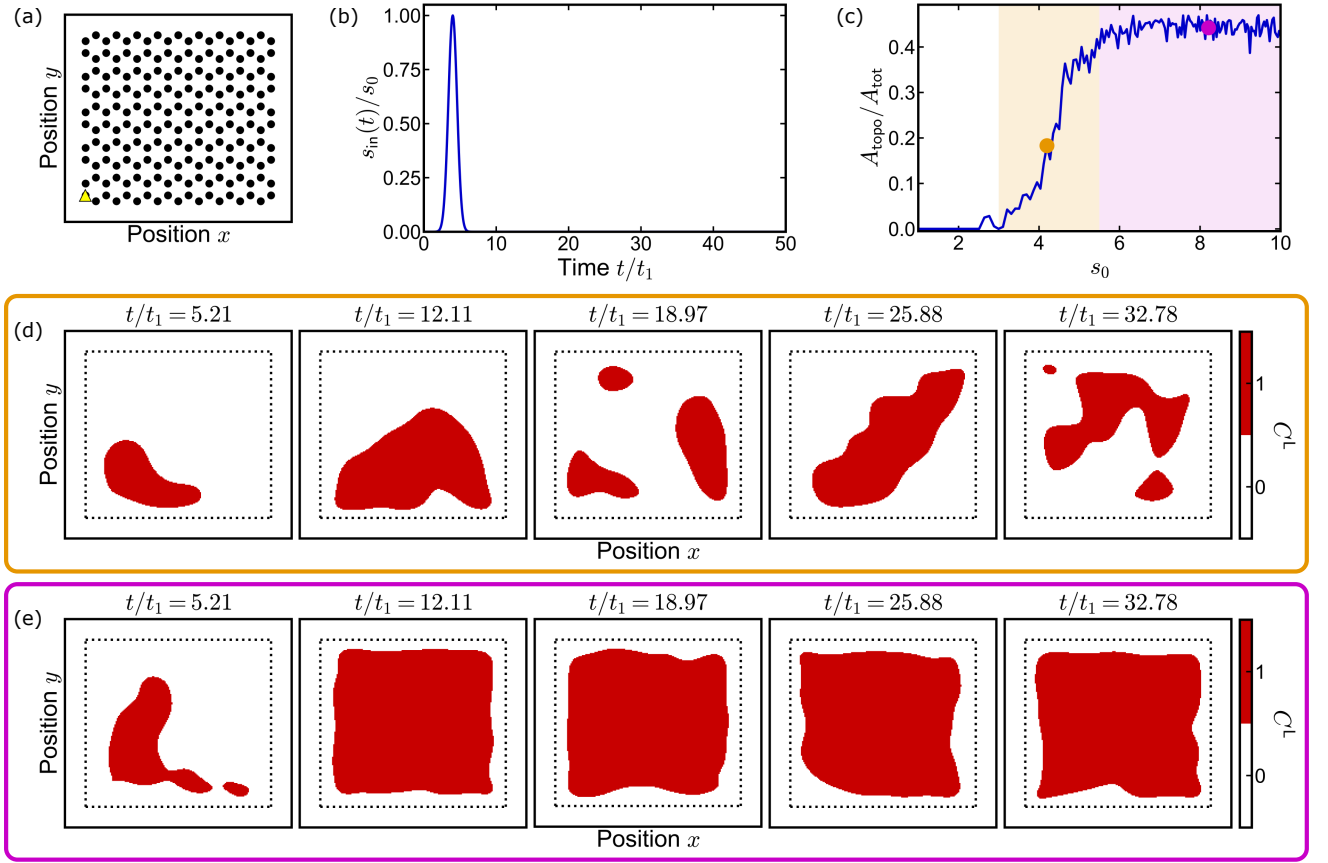 (a)
Position y
Position x
(b)
s_in(t)/s_0
1.00
0.75
0.50
0.25
0.00
0 10 20 30 40 50
Time t/t_1
(c)
A_topo/A_tot
0.4
0.3
0.2
0.1
0.0
2 4 6 8 10
s_0
(d)
t/t_1 = 5.21
t/t_1 = 12.11
t/t_1 = 18.97
t/t_1 = 25.88
t/t_1 = 32.78
Position y
Position x
1
0
C^L
(e)
t/t_1 = 5.21
t/t_1 = 12.11
t/t_1 = 18.97
t/t_1 = 25.88
t/t_1 = 32.78
Position y
Position x
1
0
C^L